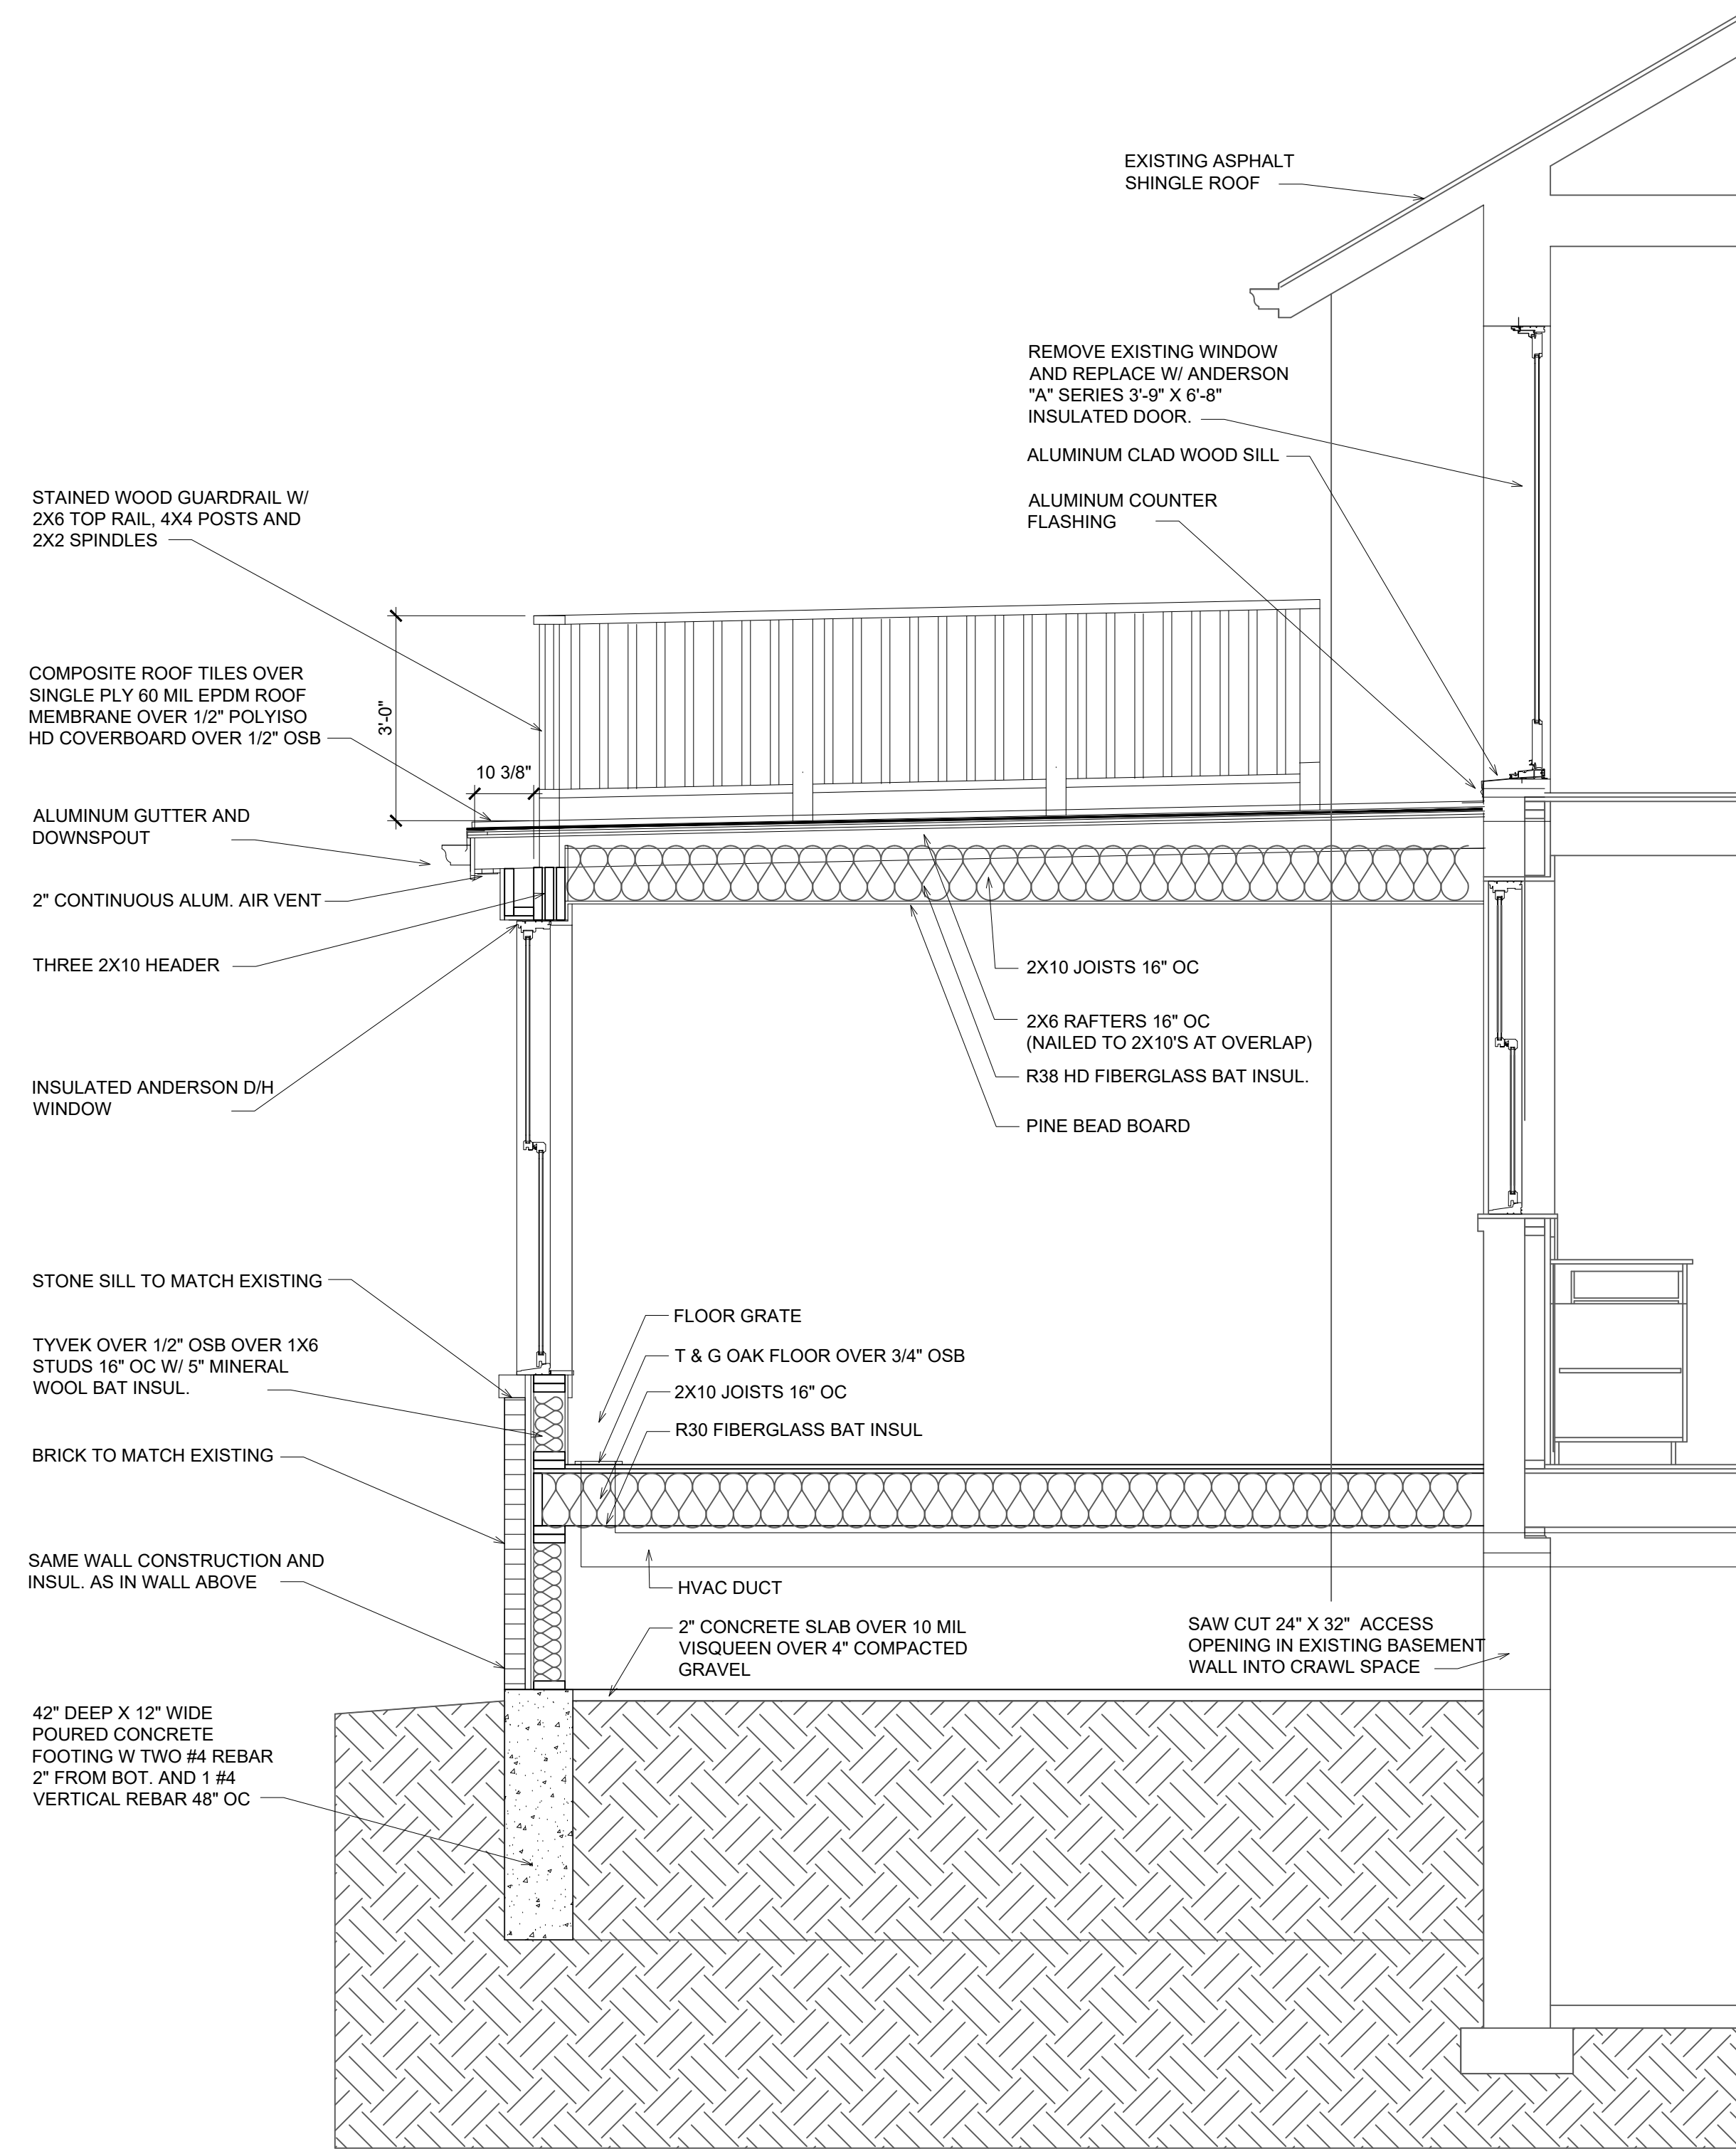 EXISTING ASPHALT
SHINGLE ROOF
REMOVE EXISTING WINDOW
AND REPLACE W/ ANDERSON
"A" SERIES 3'-9" X 6'-8"
INSULATED DOOR.
ALUMINUM CLAD WOOD SILL
ALUMINUM COUNTER
FLASHING
STAINED WOOD GUARDRAIL W/
2X6 TOP RAIL, 4X4 POSTS AND
2X2 SPINDLES
COMPOSITE ROOF TILES OVER
SINGLE PLY 60 MIL EPDM ROOF
MEMBRANE OVER 1/2" POLYISO
HD COVERBOARD OVER 1/2" OSB
3'-0"
10 3/8"
ALUMINUM GUTTER AND
DOWNSPOUT
2" CONTINUOUS ALUM. AIR VENT
THREE 2X10 HEADER
2X10 JOISTS 16" OC
2X6 RAFTERS 16" OC
(NAILED TO 2X10'S AT OVERLAP)
R38 HD FIBERGLASS BAT INSUL.
PINE BEAD BOARD
INSULATED ANDERSON D/H
WINDOW
STONE SILL TO MATCH EXISTING
TYVEK OVER 1/2" OSB OVER 1X6
STUDS 16" OC W/ 5" MINERAL
WOOL BAT INSUL.
BRICK TO MATCH EXISTING
SAME WALL CONSTRUCTION AND
INSUL. AS IN WALL ABOVE
FLOOR GRATE
T & G OAK FLOOR OVER 3/4" OSB
2X10 JOISTS 16" OC
R30 FIBERGLASS BAT INSUL
HVAC DUCT
2" CONCRETE SLAB OVER 10 MIL
VISQUEEN OVER 4" COMPACTED
GRAVEL
SAW CUT 24" X 32" ACCESS
OPENING IN EXISTING BASEMENT
WALL INTO CRAWL SPACE
42" DEEP X 12" WIDE
POURED CONCRETE
FOOTING W TWO #4 REBAR
2" FROM BOT. AND 1 #4
VERTICAL REBAR 48" OC